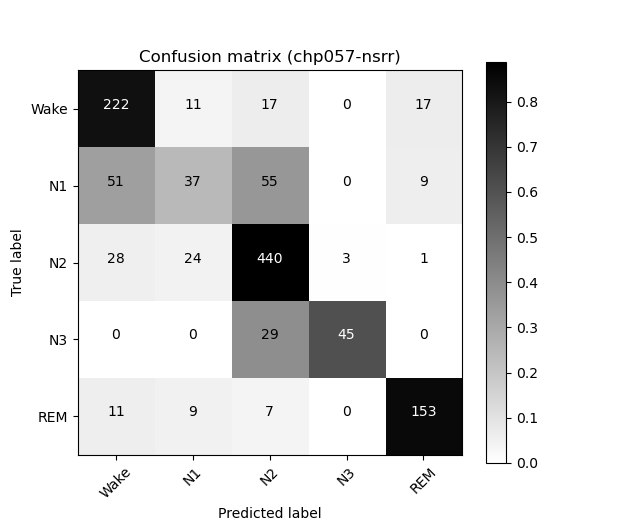 Confusion matrix (chp057-nsrr)
Wake 222 11 17 0 17
N1 51 37 55 0 9
N2 28 24 440 3 1
N3 0 0 29 45 0
REM 11 9 7 0 153
Wake N1 N2 N3 REM
Predicted label
True label
0.8
0.7
0.6
0.5
0.4
0.3
0.2
0.1
0.0